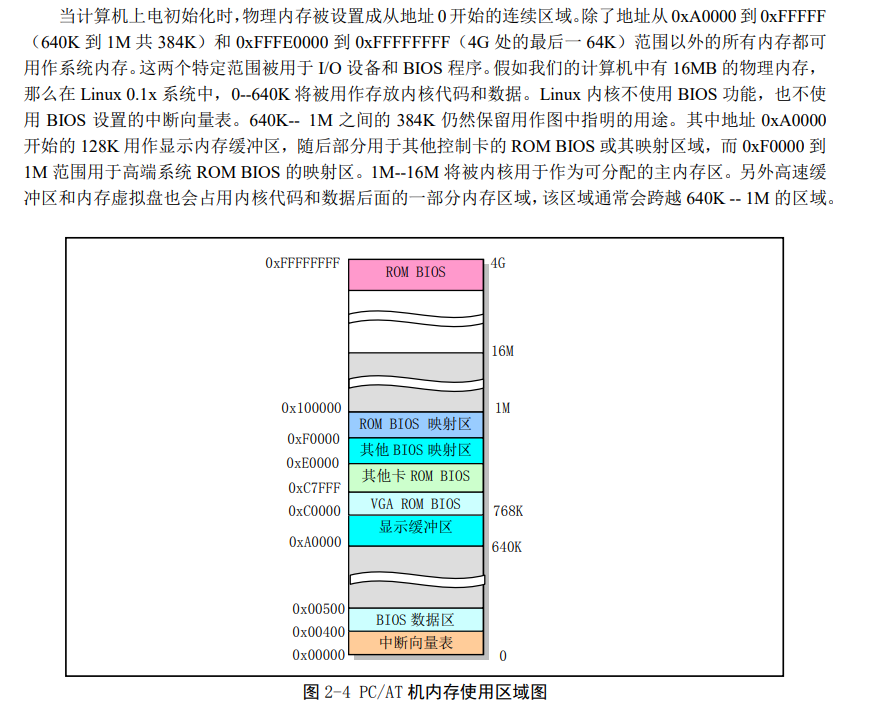 当计算机上电初始化时，物理内存被设置成从地址 0 开始的连续区域。除了地址从 0xA0000 到 0xFFFFF
（640K 到 1M 共 384K）和 0xFFFE0000 到 0xFFFFFFFF（4G 处的最后一 64K）范围以外的所有内存都可
用作系统内存。这两个特定范围被用于 I/O 设备和 BIOS 程序。假如我们的计算机中有 16MB 的物理内存，
那么在 Linux 0.1x 系统中，0--640K 将被用作存放内核代码和数据。Linux 内核不使用 BIOS 功能，也不使
用 BIOS 设置的中断向量表。640K-- 1M 之间的 384K 仍然保留用作图中指明的用途。其中地址 0xA0000
开始的 128K 用作显示内存缓冲区，随后部分用于其他控制卡的 ROM BIOS 或其映射区域，而 0xF0000 到
1M 范围用于高端系统 ROM BIOS 的映射区。1M--16M 将被内核用于作为可分配的主内存区。另外高速缓
冲区和内存虚拟盘也会占用内核代码和数据后面的一部分内存区域，该区域通常会跨越 640K -- 1M 的区域。
0xFFFFFFFF ROM BIOS 4G
16M
0x100000 1M
ROM BIOS 映射区
0xF0000
其他 BIOS 映射区
0xE0000
其他卡 ROM BIOS
0xC7FFF
VGA ROM BIOS
0xC0000 768K
显示缓冲区
0xA0000 640K
0x00500
BIOS 数据区
0x00400
中断向量表
0x00000 0
图 2-4 PC/AT 机内存使用区域图